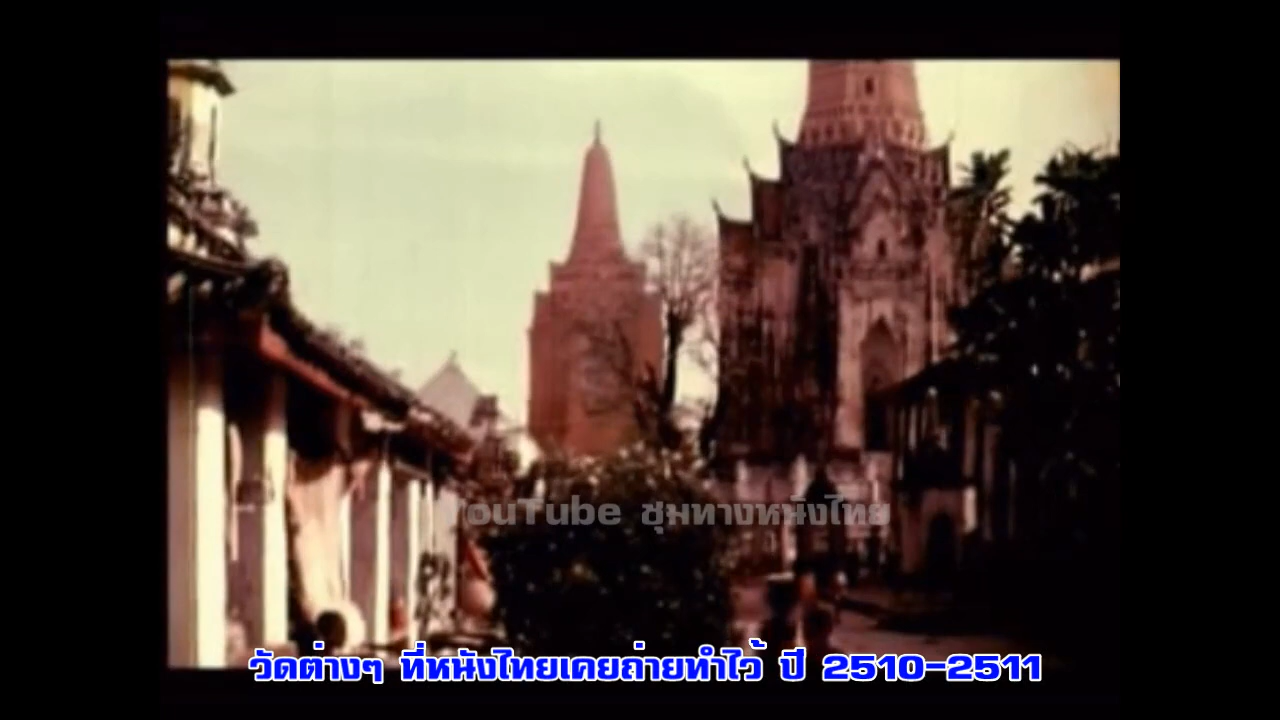 YouTube ชุมทางหนังไทย
วัดต่างๆ ที่หนังไทยเคยถ่ายทำไว้ ปี 2510-2511